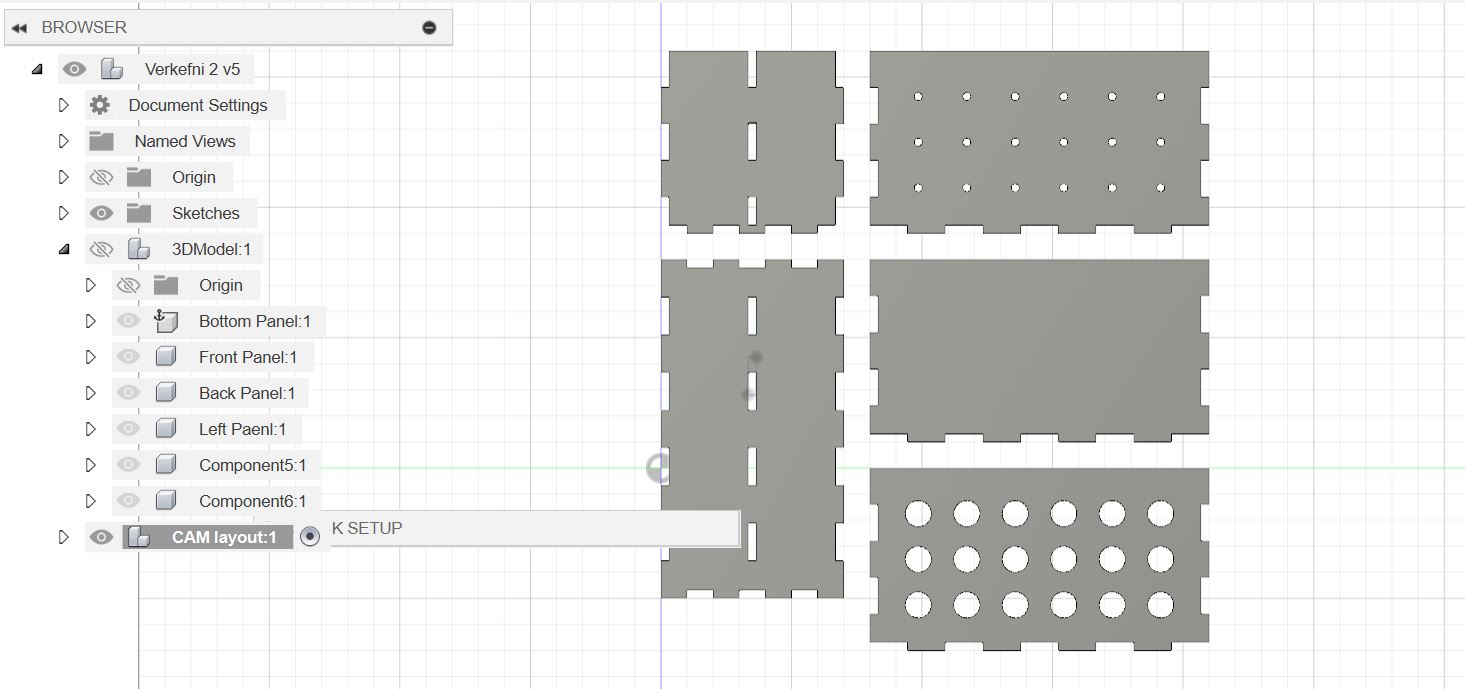 BROWSER
Verkefni 2 v5
Document Settings
Named Views
Origin
Sketches
3DModel:1
Origin
Bottom Panel:1
Front Panel:1
Back Panel:1
Left Paenl:1
Component5:1
Component6:1
K SETUP
CAM layout:1